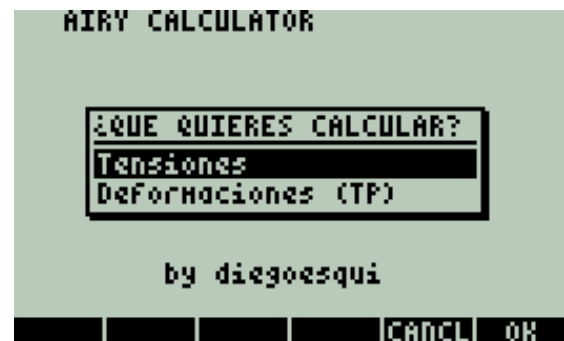 AIRY CALCULATOR
¿QUE QUIERES CALCULAR?
Tensiones
Deformaciones (TP)
by diegoesqui
CANCL OK